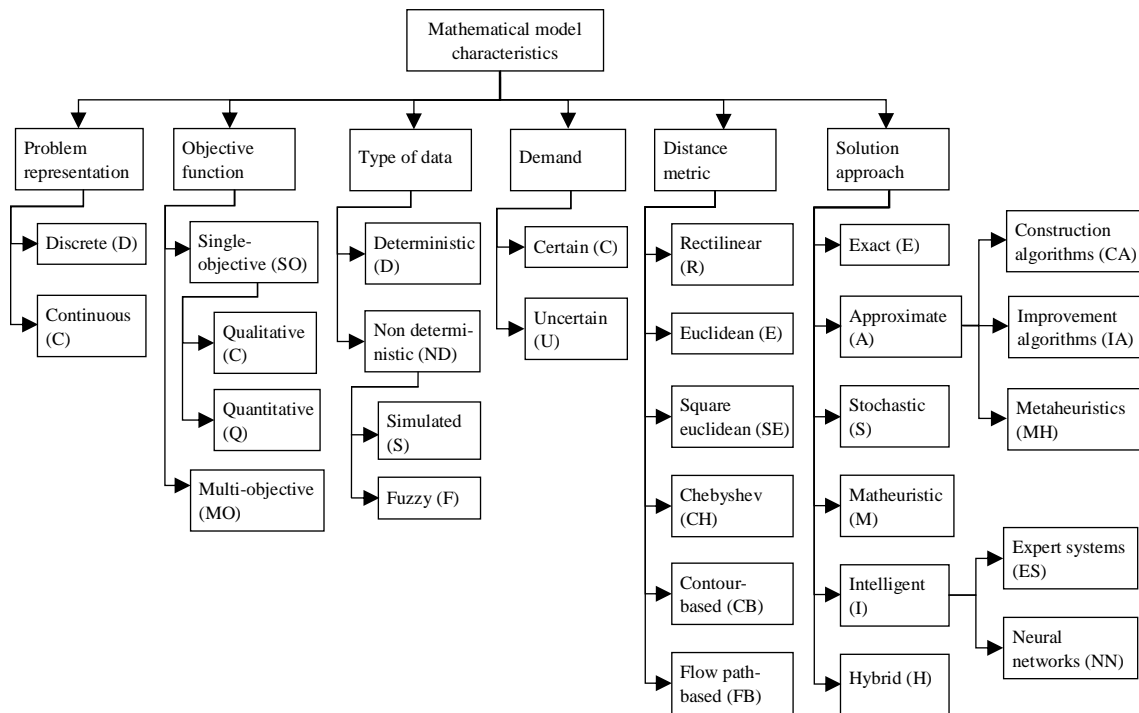 Mathematical model
characteristics
Problem
representation
Discrete (D)
Continuous
(C)
Objective
function
Single-
objective (SO)
Qualitative
(C)
Quantitative
(Q)
Multi-objective
(MO)
Type of data
Deterministic
(D)
Non determi-
nistic (ND)
Simulated
(S)
Fuzzy (F)
Demand
Certain (C)
Uncertain
(U)
Distance
metric
Rectilinear
(R)
Euclidean (E)
Square
euclidean (SE)
Chebyshev
(CH)
Contour-
based (CB)
Flow path-
based (FB)
Solution
approach
Exact (E)
Approximate
(A)
Construction
algorithms (CA)
Improvement
algorithms (IA)
Metaheuristics
(MH)
Stochastic
(S)
Matheuristic
(M)
Intelligent
(I)
Expert systems
(ES)
Neural
networks (NN)
Hybrid (H)